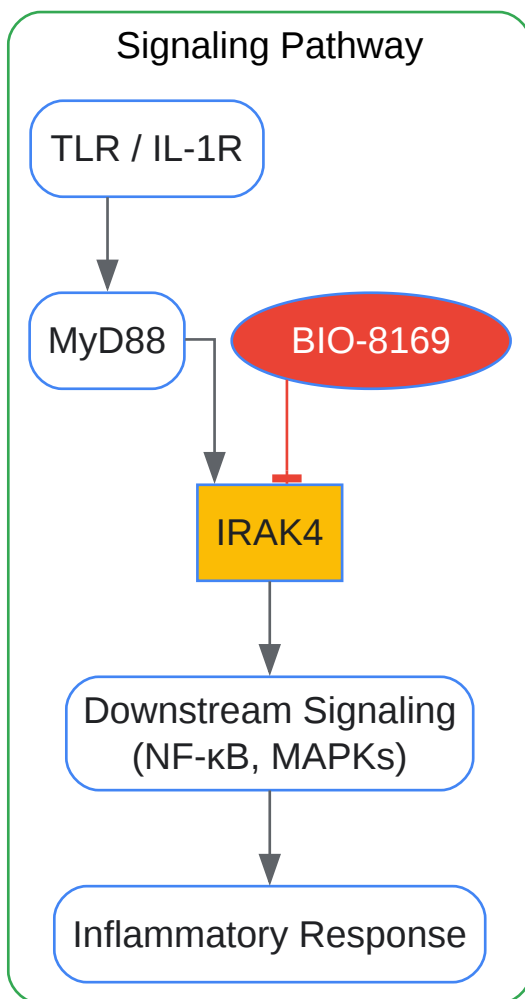 Signaling Pathway
TLR / IL-1R
MyD88
BIO-8169
IRAK4
Downstream Signaling
(NF-κB, MAPKs)
Inflammatory Response